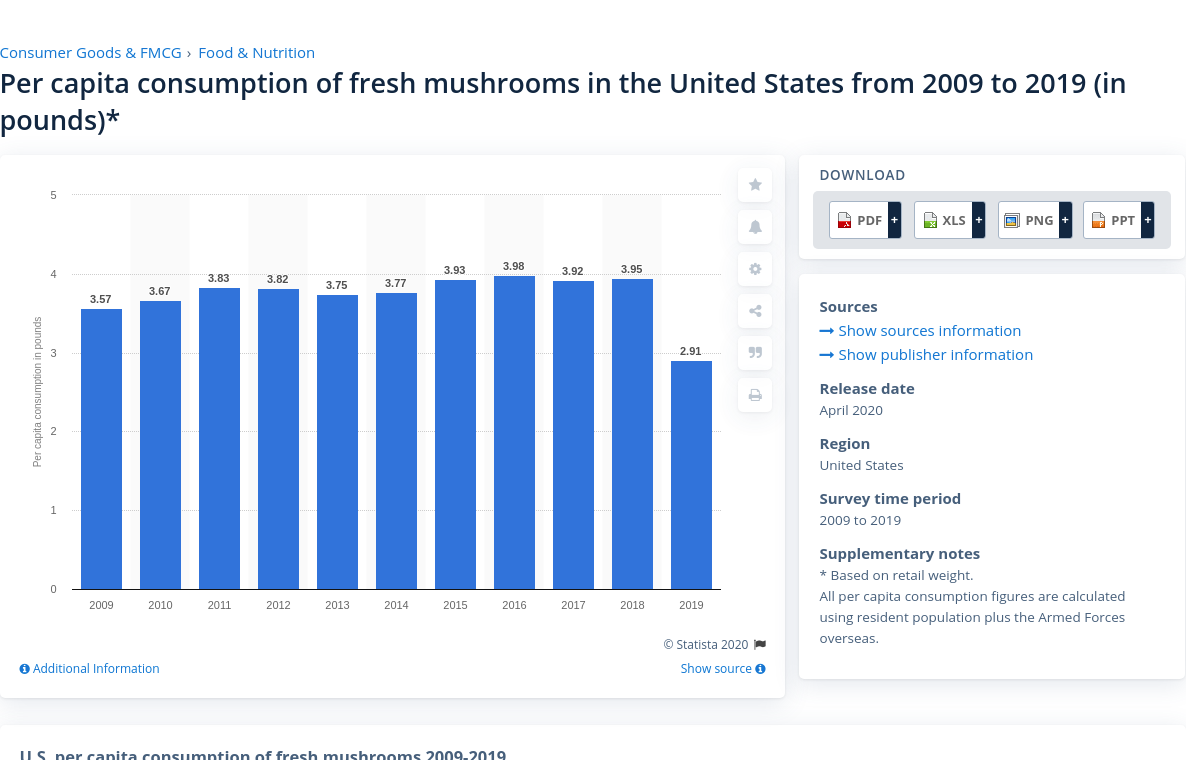 Consumer Goods & FMCG › Food & Nutrition
Per capita consumption of fresh mushrooms in the United States from 2009 to 2019 (in
pounds)*
DOWNLOAD
PDF + XLS + PNG + PPT +
Per capita consumption in pounds
5
4
3
2
1
0
3.57 3.67 3.83 3.82 3.75 3.77 3.93 3.98 3.92 3.95 2.91
2009 2010 2011 2012 2013 2014 2015 2016 2017 2018 2019
© Statista 2020
Additional Information
Show source
Sources
Show sources information
Show publisher information
Release date
April 2020
Region
United States
Survey time period
2009 to 2019
Supplementary notes
* Based on retail weight.
All per capita consumption figures are calculated
using resident population plus the Armed Forces
overseas.
U.S. per capita consumption of fresh mushrooms 2009-2019